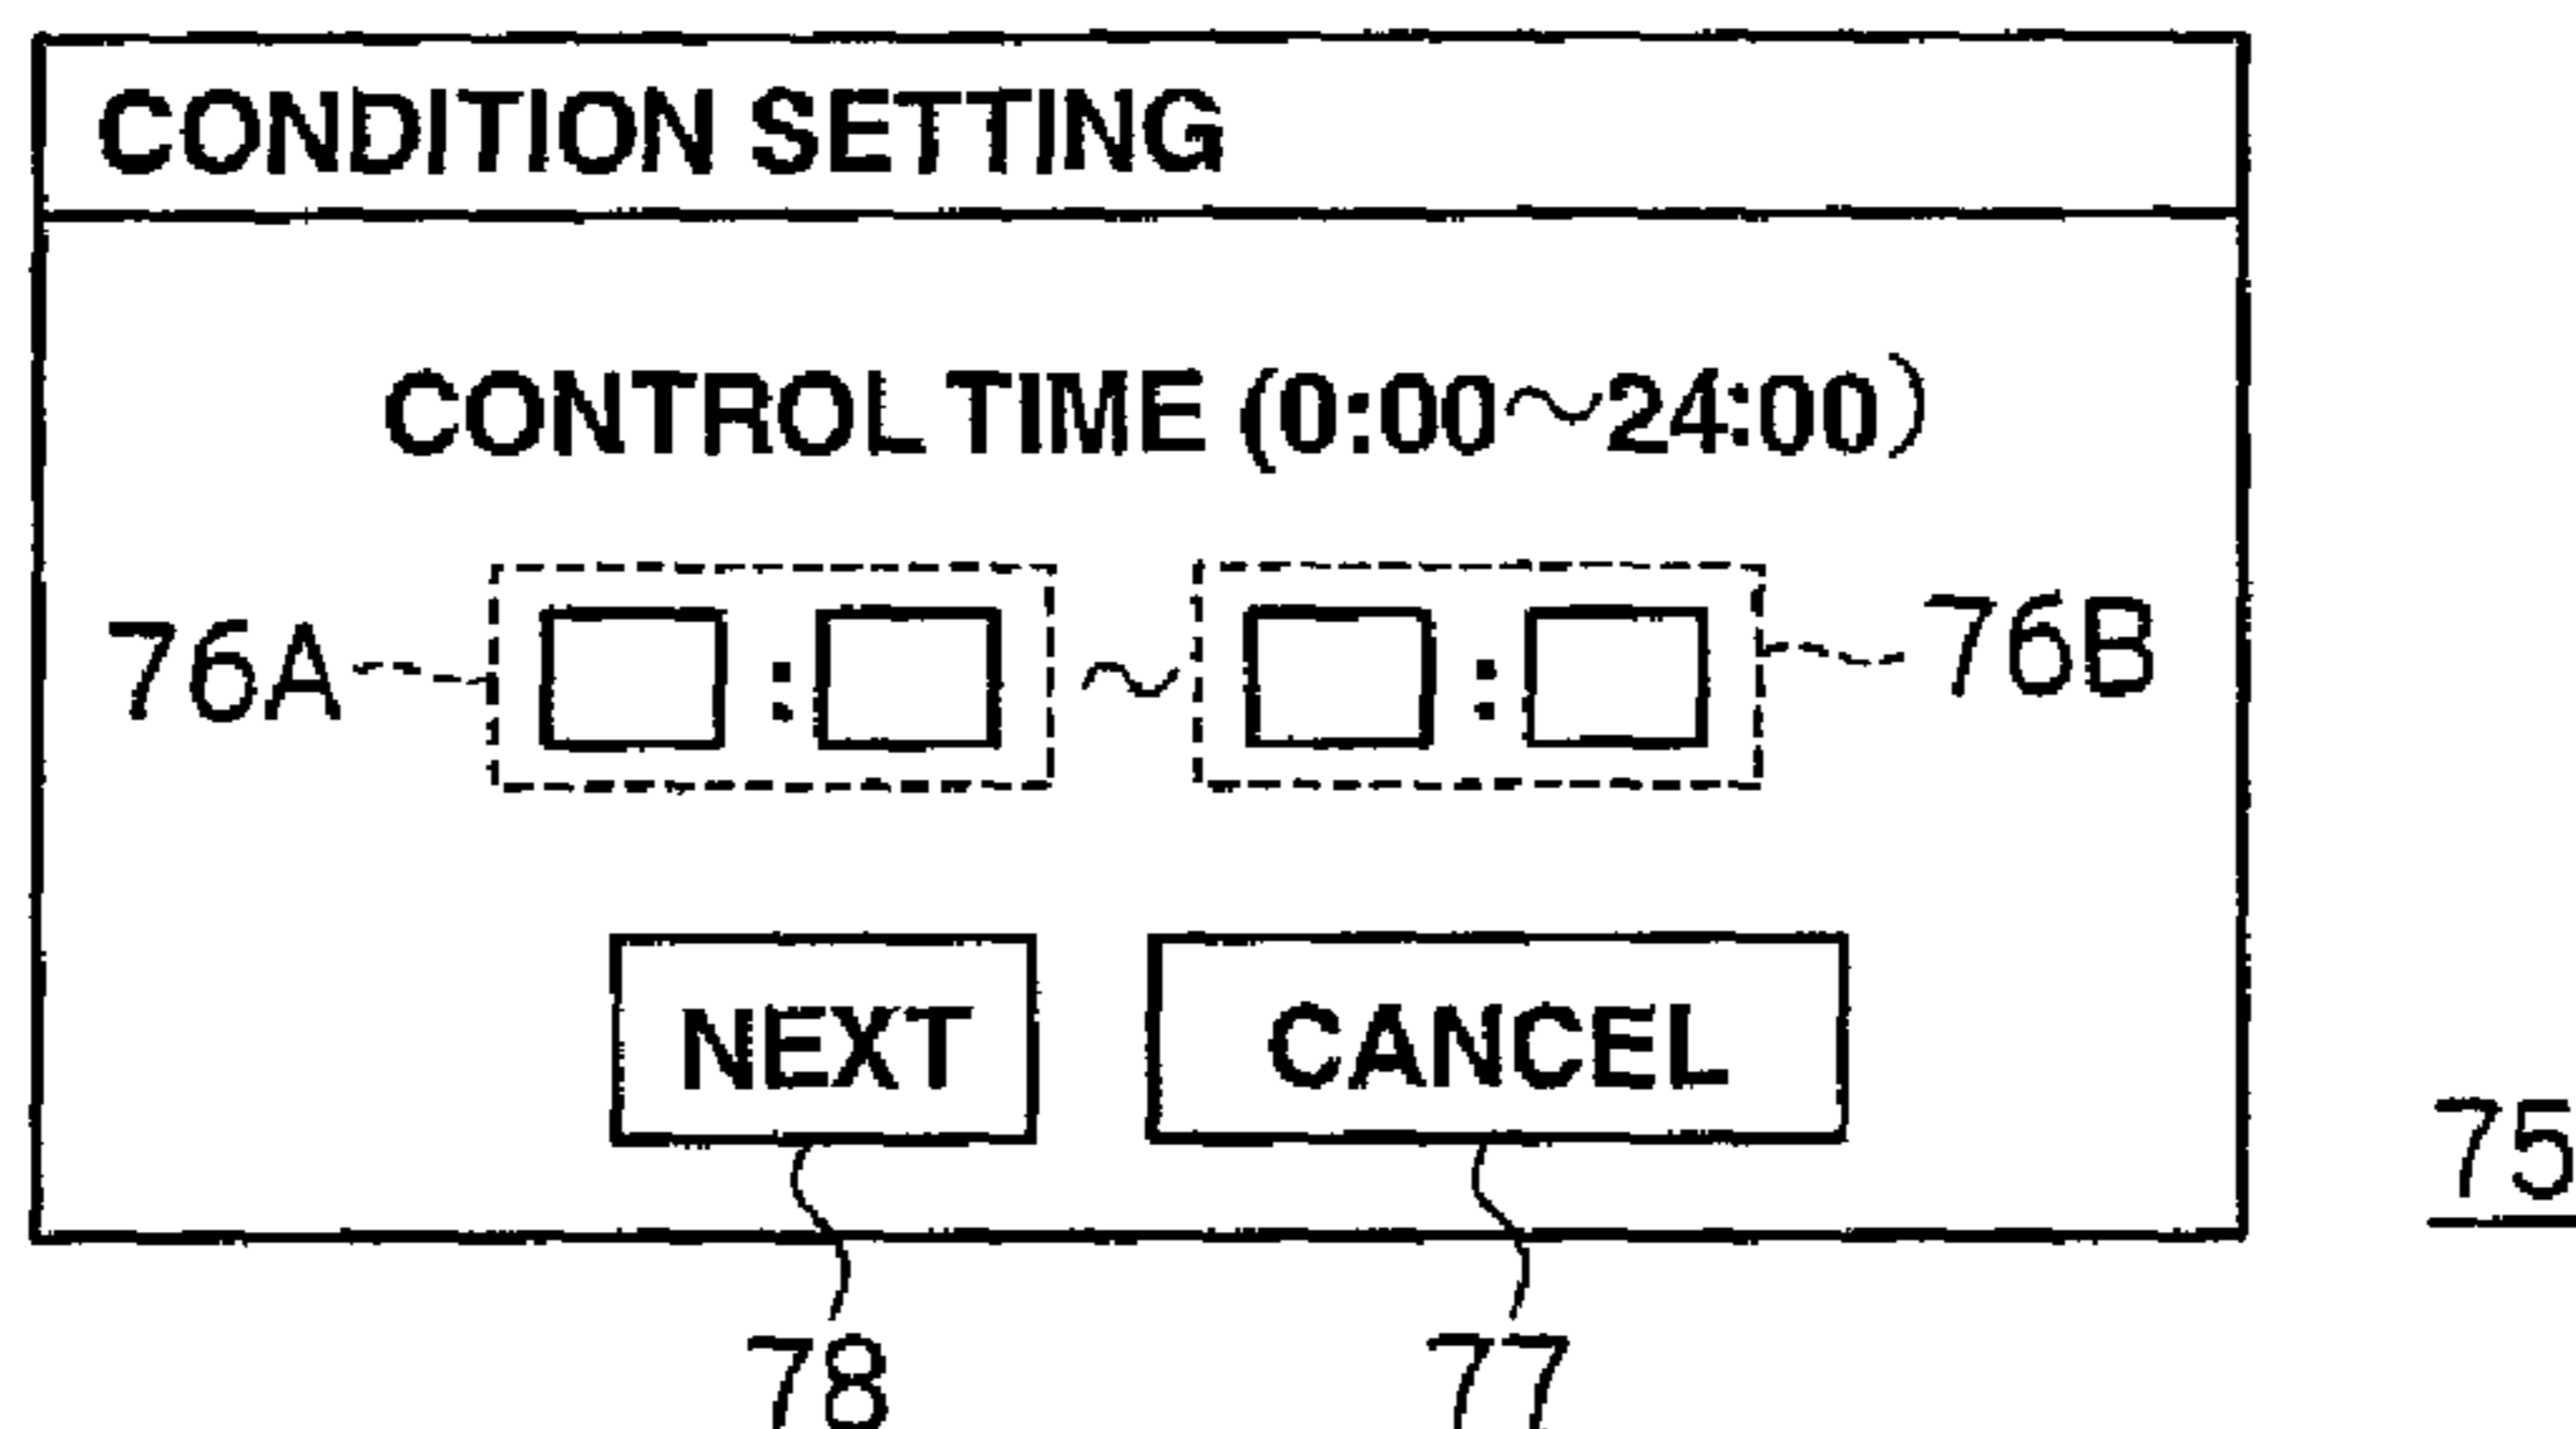 CONDITION SETTING
CONTROL TIME (0:00～24:00)
76A : ～ : 76B
NEXT CANCEL
75
78 77